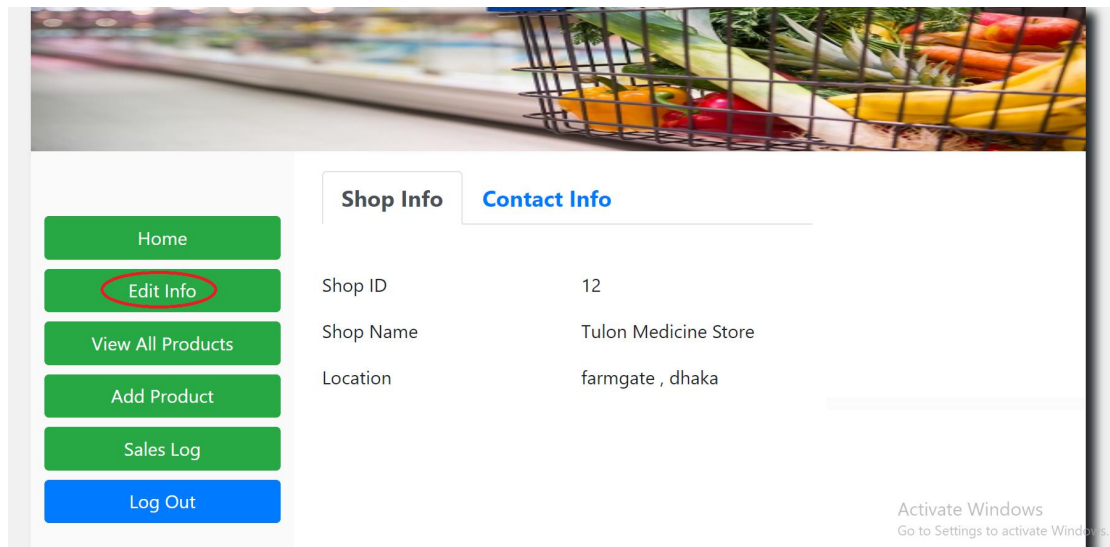 Shop Info
Contact Info
Home
Edit Info
View All Products
Add Product
Sales Log
Log Out
Shop ID 12
Shop Name Tulon Medicine Store
Location farmgate , dhaka
Activate Windows
Go to Settings to activate Windows.